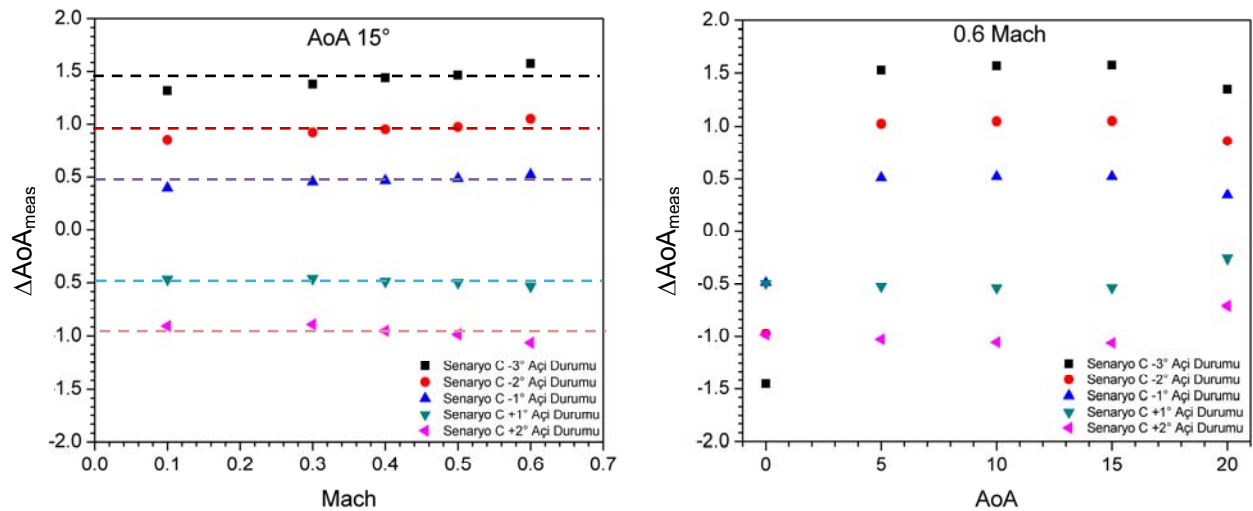 AoA 15°
2.0
1.5
1.0
0.5
0.0
-0.5
-1.0
-1.5
-2.0
ΔAoAmeas
Senaryo C -3° Açi Durumu
Senaryo C -2° Açi Durumu
Senaryo C -1° Açi Durumu
Senaryo C +1° Açi Durumu
Senaryo C +2° Açi Durumu
0.0 0.1 0.2 0.3 0.4 0.5 0.6 0.7
Mach
0.6 Mach
2.0
1.5
1.0
0.5
0.0
-0.5
-1.0
-1.5
-2.0
ΔAoAmeas
Senaryo C -3° Açi Durumu
Senaryo C -2° Açi Durumu
Senaryo C -1° Açi Durumu
Senaryo C +1° Açi Durumu
Senaryo C +2° Açi Durumu
0 5 10 15 20
AoA